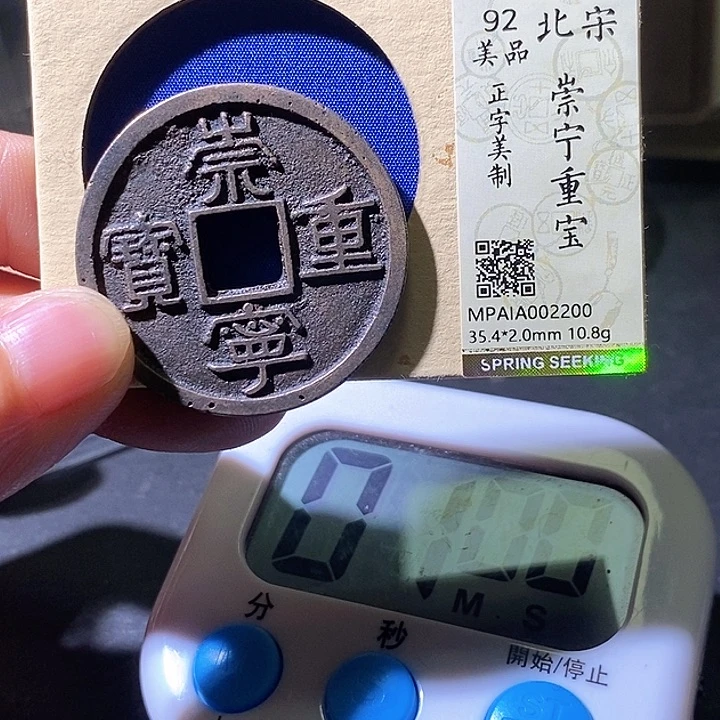 崇
重
寧
寶
北宋
崇宁重宝
92
美品
正字美制
MPAIA002200
35.4*2.0mm 10.8g
SPRING SEEKING
M S
分
秒
開始/停止